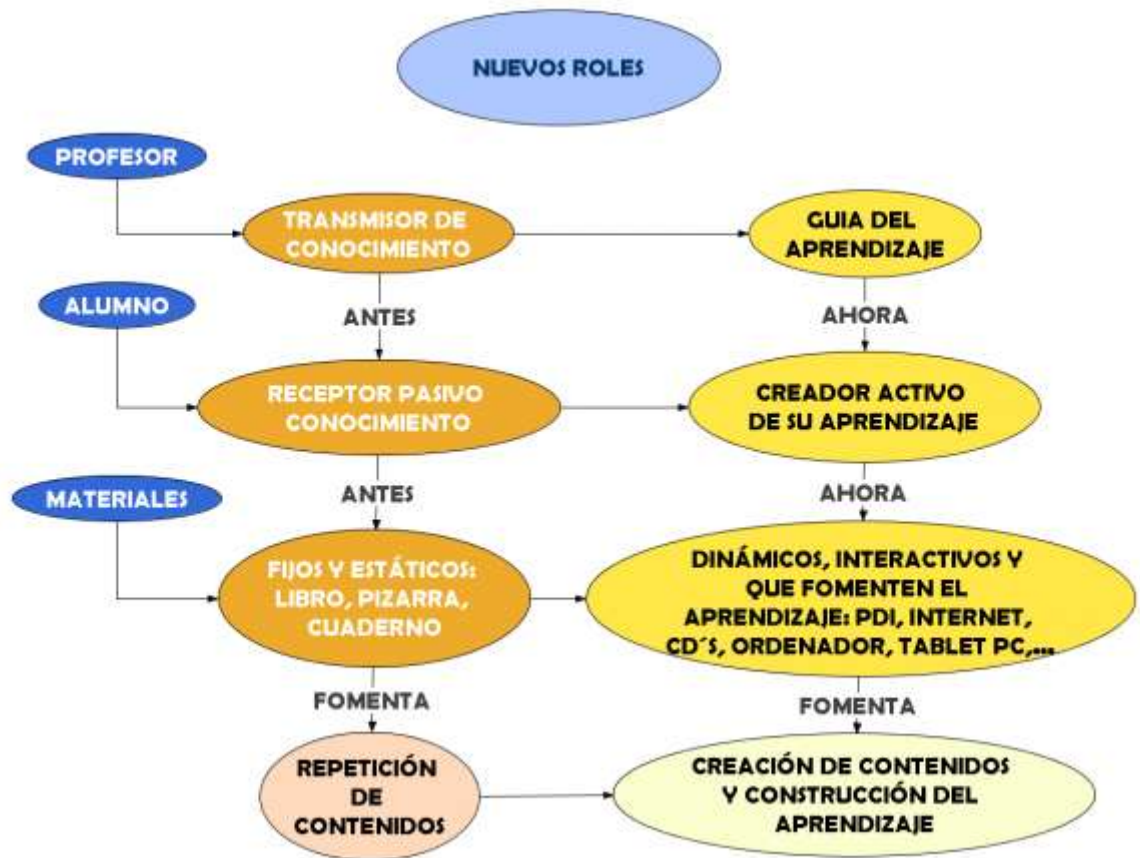 NUEVOS ROLES
PROFESOR
TRANSMISOR DE
CONOCIMIENTO
GUIA DEL
APRENDIZAJE
ALUMNO
ANTES
AHORA
RECEPTOR PASIVO
CONOCIMIENTO
CREADOR ACTIVO
DE SU APRENDIZAJE
MATERIALES
ANTES
AHORA
FIJOS Y ESTÁTICOS:
LIBRO, PIZARRA,
CUADERNO
DINÁMICOS, INTERACTIVOS Y
QUE FOMENTEN EL
APRENDIZAJE: PDI, INTERNET,
CD´S, ORDENADOR, TABLET PC,...
FOMENTA
FOMENTA
REPETICIÓN
DE
CONTENIDOS
CREACIÓN DE CONTENIDOS
Y CONSTRUCCIÓN DEL
APRENDIZAJE